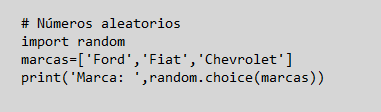 # Números aleatorios
import random
marcas=['Ford','Fiat','Chevrolet']
print('Marca: ',random.choice(marcas))